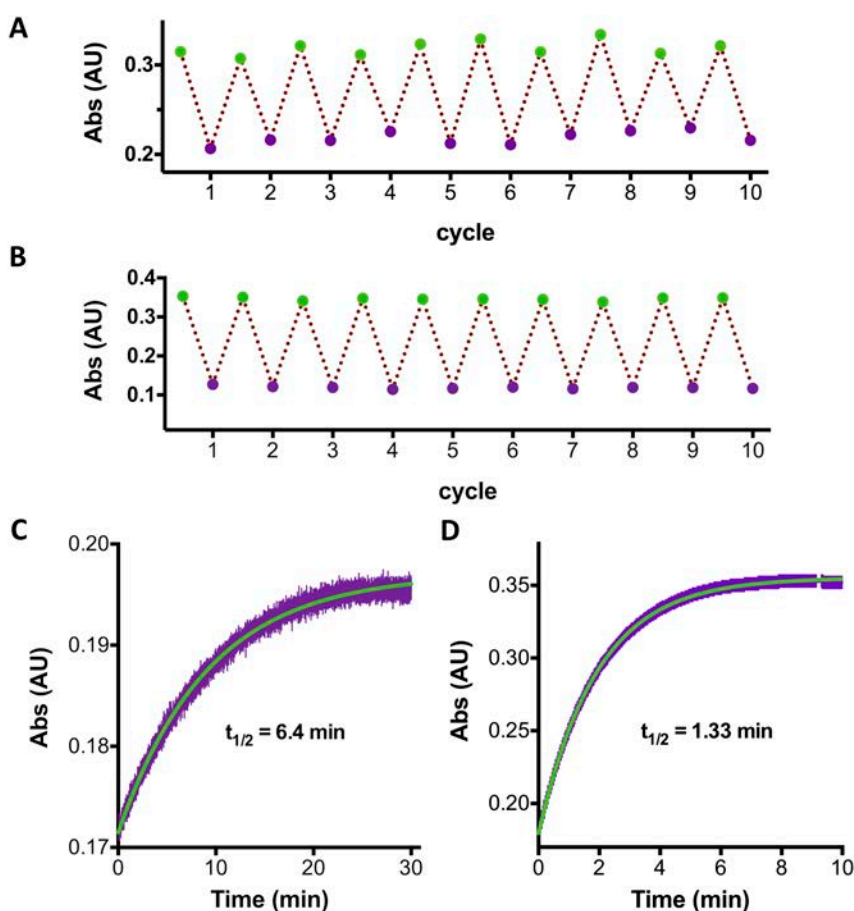 A
Abs (AU)
0.3
0.2
1 2 3 4 5 6 7 8 9 10
cycle
B
Abs (AU)
0.4
0.3
0.2
0.1
1 2 3 4 5 6 7 8 9 10
cycle
C
Abs (AU)
0.20
0.19
0.18
0.17
t1/2 = 6.4 min
0 10 20 30
Time (min)
D
Abs (AU)
0.35
0.30
0.25
0.20
t1/2 = 1.33 min
0 2 4 6 8 10
Time (min)